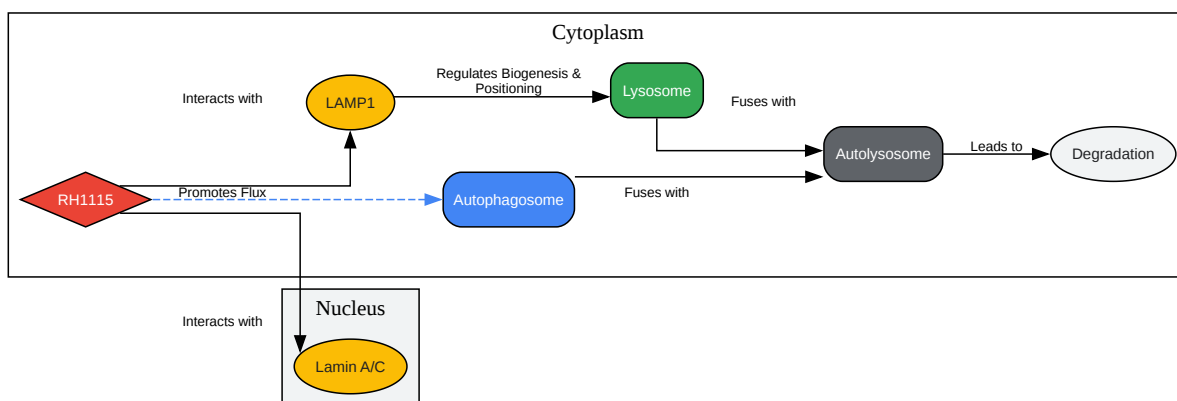 Cytoplasm
Regulates Biogenesis &
Positioning
Interacts with
LAMP1
Lysosome
Fuses with
Autolysosome
Leads to
Degradation
Promotes Flux
RH1115
Autophagosome
Fuses with
Nucleus
Interacts with
Lamin A/C